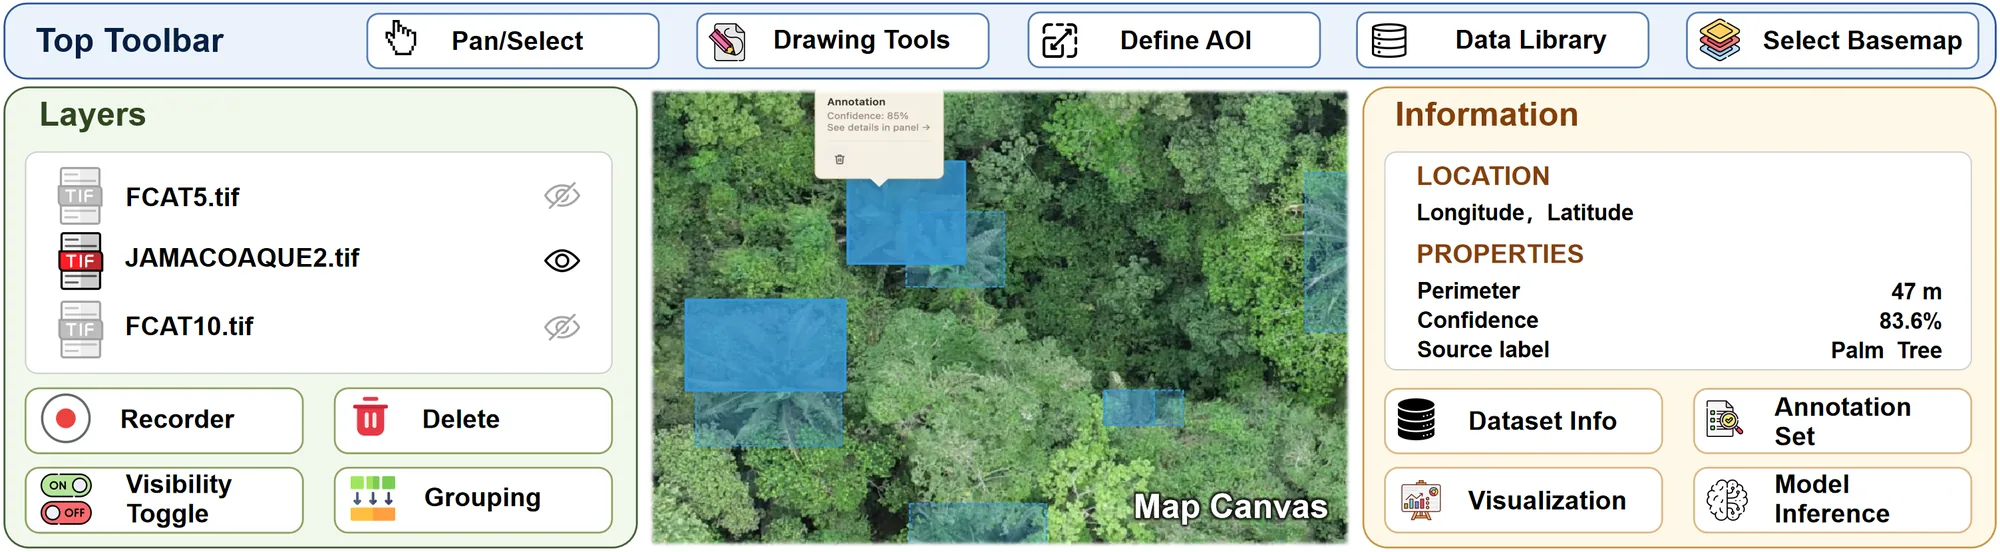 Top Toolbar
Pan/Select
Drawing Tools
Define AOI
Data Library
Select Basemap
Layers
TIF
FCAT5.tif
TIF
JAMACOAQUE2.tif
TIF
FCAT10.tif
Recorder
Delete
ON
OFF
Visibility
Toggle
Grouping
Annotation
Confidence: 85%
See details in panel →
Map Canvas
Information
LOCATION
Longitude, Latitude
PROPERTIES
Perimeter 47 m
Confidence 83.6%
Source label Palm Tree
Dataset Info
Annotation
Set
Visualization
Model
Inference